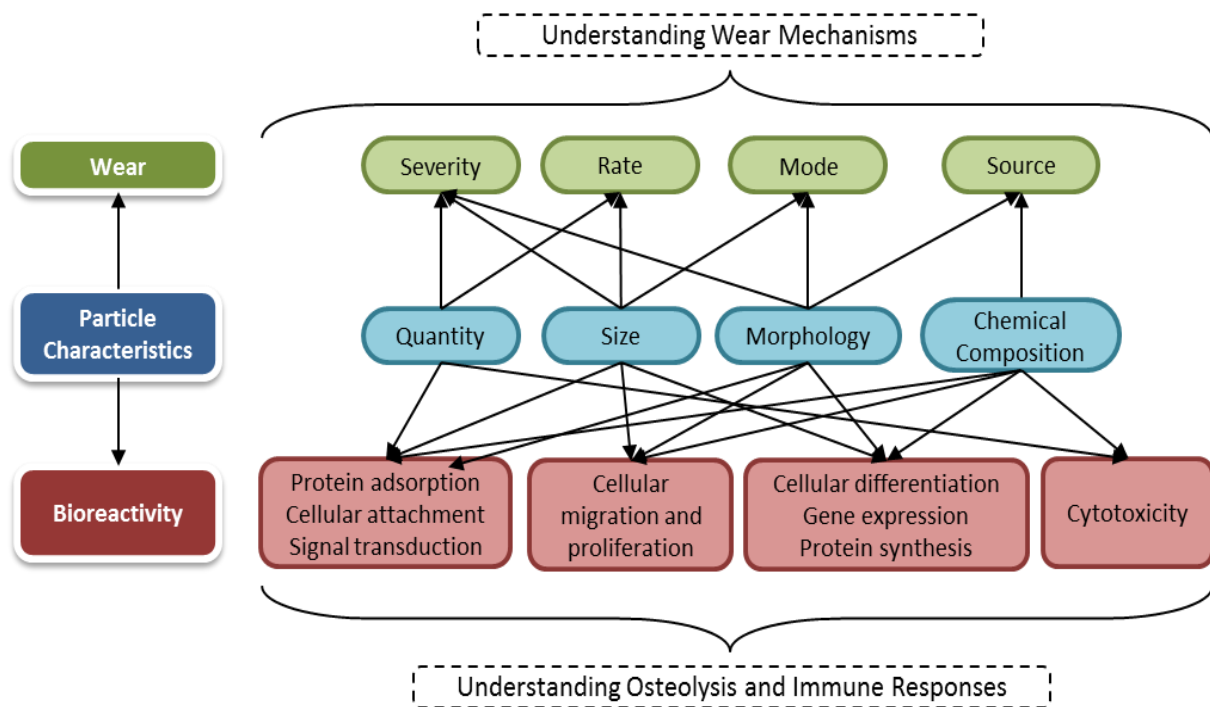 Understanding Wear Mechanisms
Wear
Severity
Rate
Mode
Source
Particle
Characteristics
Quantity
Size
Morphology
Chemical
Composition
Bioreactivity
Protein adsorption
Cellular attachment
Signal transduction
Cellular
migration and
proliferation
Cellular differentiation
Gene expression
Protein synthesis
Cytotoxicity
Understanding Osteolysis and Immune Responses